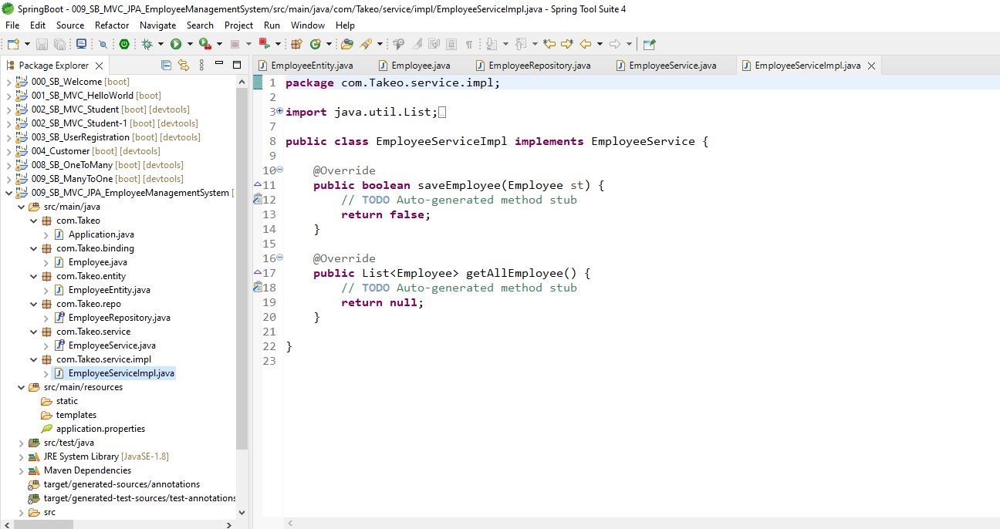 SpringBoot - 009_SB_MVC_JPA_EmployeeManagementSystem/src/main/java/com/Takeo/service/impl/EmployeeServiceImpl.java - Spring Tool Suite 4
File Edit Source Refactor Navigate Search Project Run Window Help
Package Explorer
000_SB_Welcome [boot]
001_SB_MVC_HelloWorld [boot]
002_SB_MVC_Student [boot] [devtools]
002_SB_MVC_Student-1 [boot] [devtools]
003_SB_UserRegistration [boot] [devtools]
004_Customer [boot] [devtools]
008_SB_OneToMany [boot] [devtools]
009_SB_ManyToOne [boot] [devtools]
009_SB_MVC_JPA_EmployeeManagementSystem [
src/main/java
com.Takeo
Application.java
com.Takeo.binding
Employee.java
com.Takeo.entity
EmployeeEntity.java
com.Takeo.repo
EmployeeRepository.java
com.Takeo.service
EmployeeService.java
com.Takeo.service.impl
EmployeeServiceImpl.java
src/main/resources
static
templates
application.properties
src/test/java
JRE System Library [JavaSE-1.8]
Maven Dependencies
target/generated-sources/annotations
target/generated-test-sources/test-annotations
src
EmployeeEntity.java Employee.java EmployeeRepository.java EmployeeService.java EmployeeServiceImpl.java
1 package com.Takeo.service.impl;
2
3 import java.util.List;
7
8 public class EmployeeServiceImpl implements EmployeeService {
9
10 @Override
11 public boolean saveEmployee(Employee st) {
12 // TODO Auto-generated method stub
13 return false;
14 }
15
16 @Override
17 public List<Employee> getAllEmployee() {
18 // TODO Auto-generated method stub
19 return null;
20 }
21
22 }
23